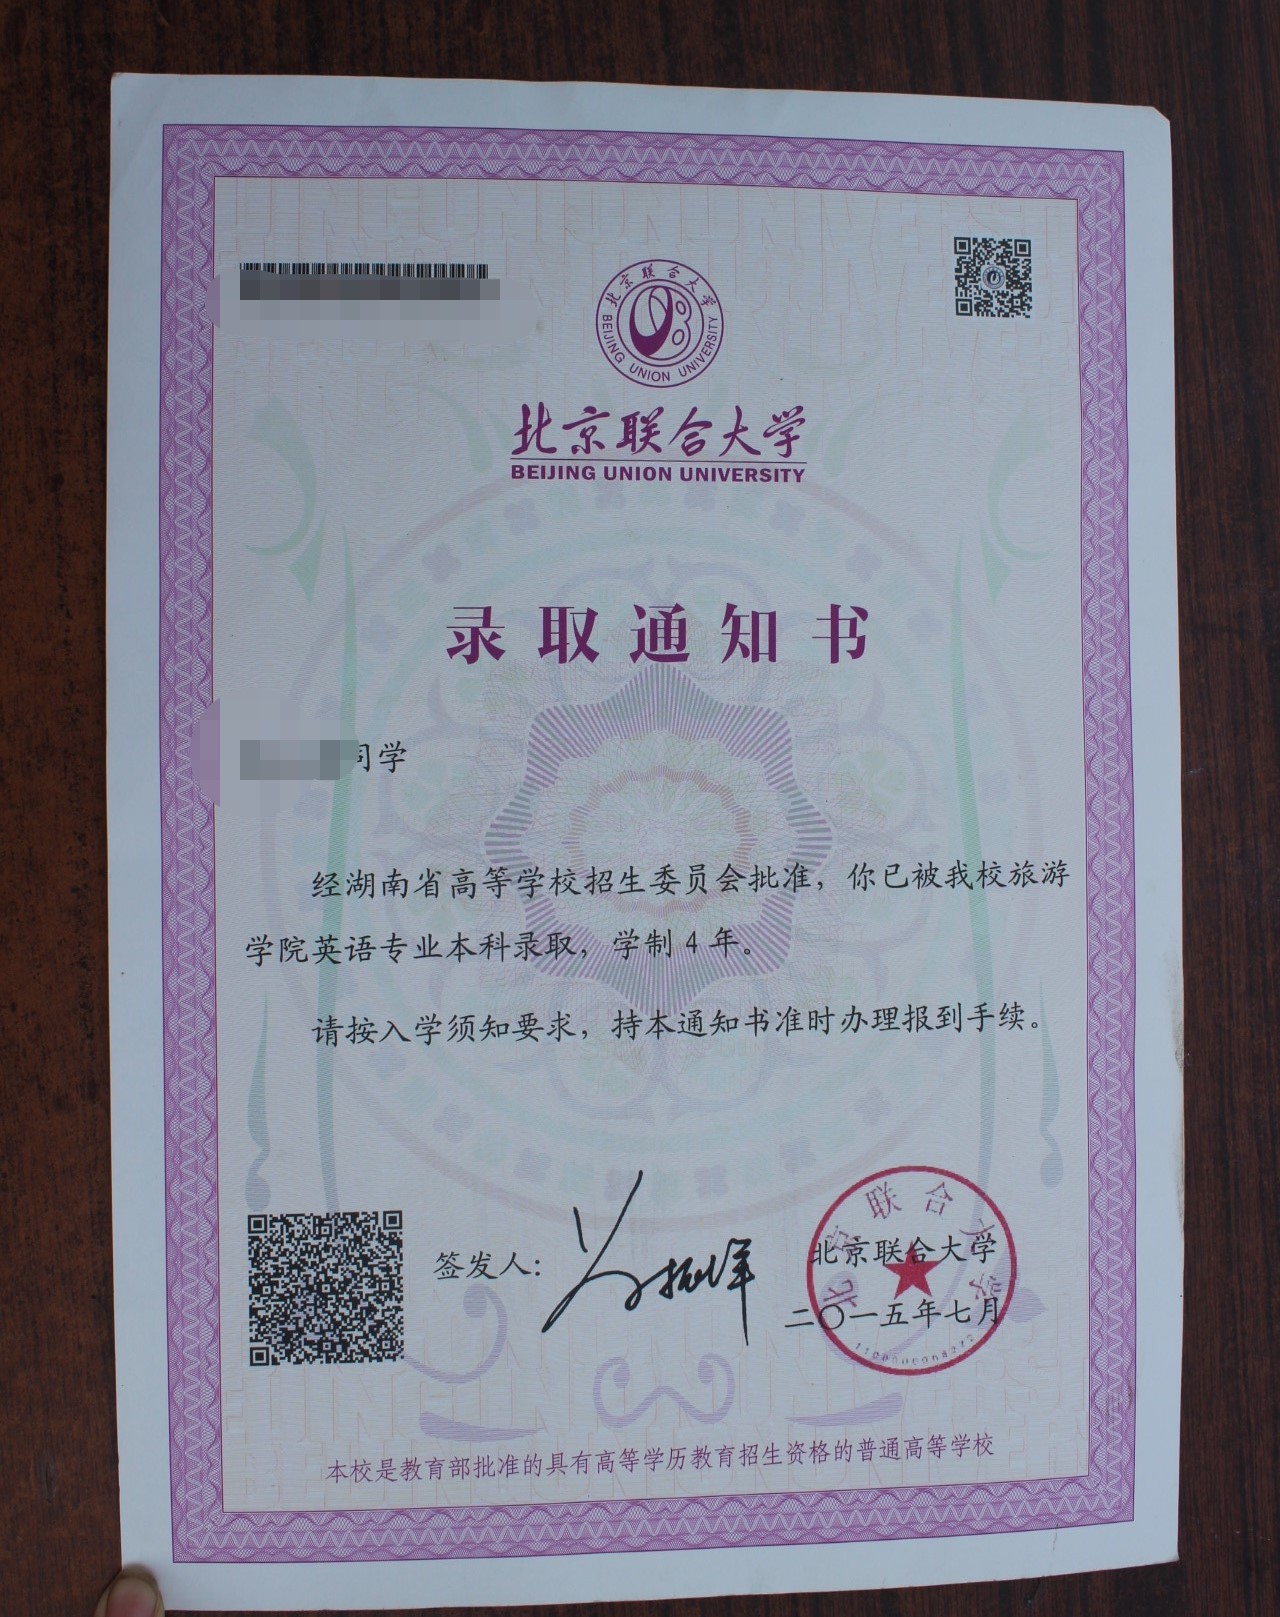 北京联合大学
BEIJING UNION UNIVERSITY
北京联合大学
BEIJING UNION UNIVERSITY
录取通知书
同学
经湖南省高等学校招生委员会批准，你已被我校旅游
学院英语专业本科录取，学制 4 年。
请按入学须知要求，持本通知书准时办理报到手续。
签发人：
北京联合大学
北京联合大学
二〇一五年七月
本校是教育部批准的具有高等学历教育招生资格的普通高等学校